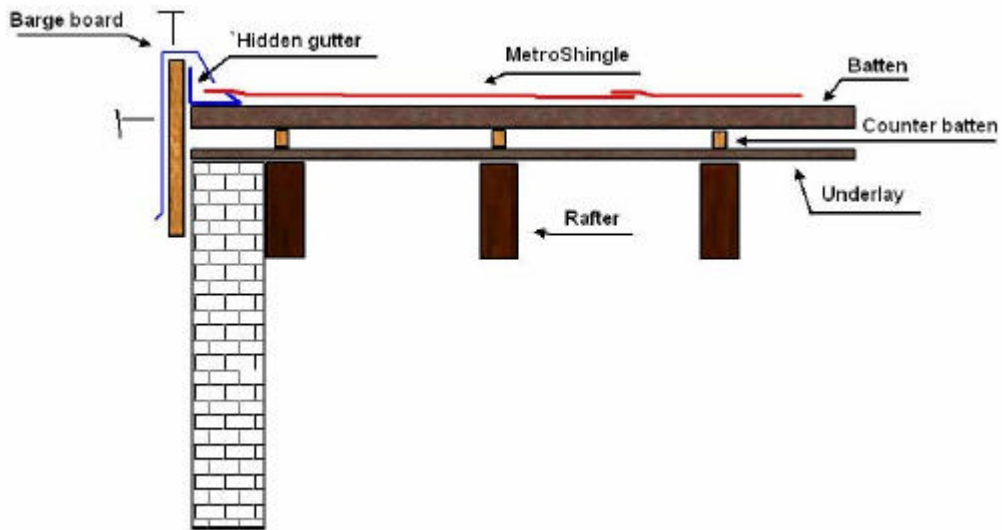 Barge board
`Hidden gutter
MetroShingle
Batten
Counter batten
Underlay
Rafter